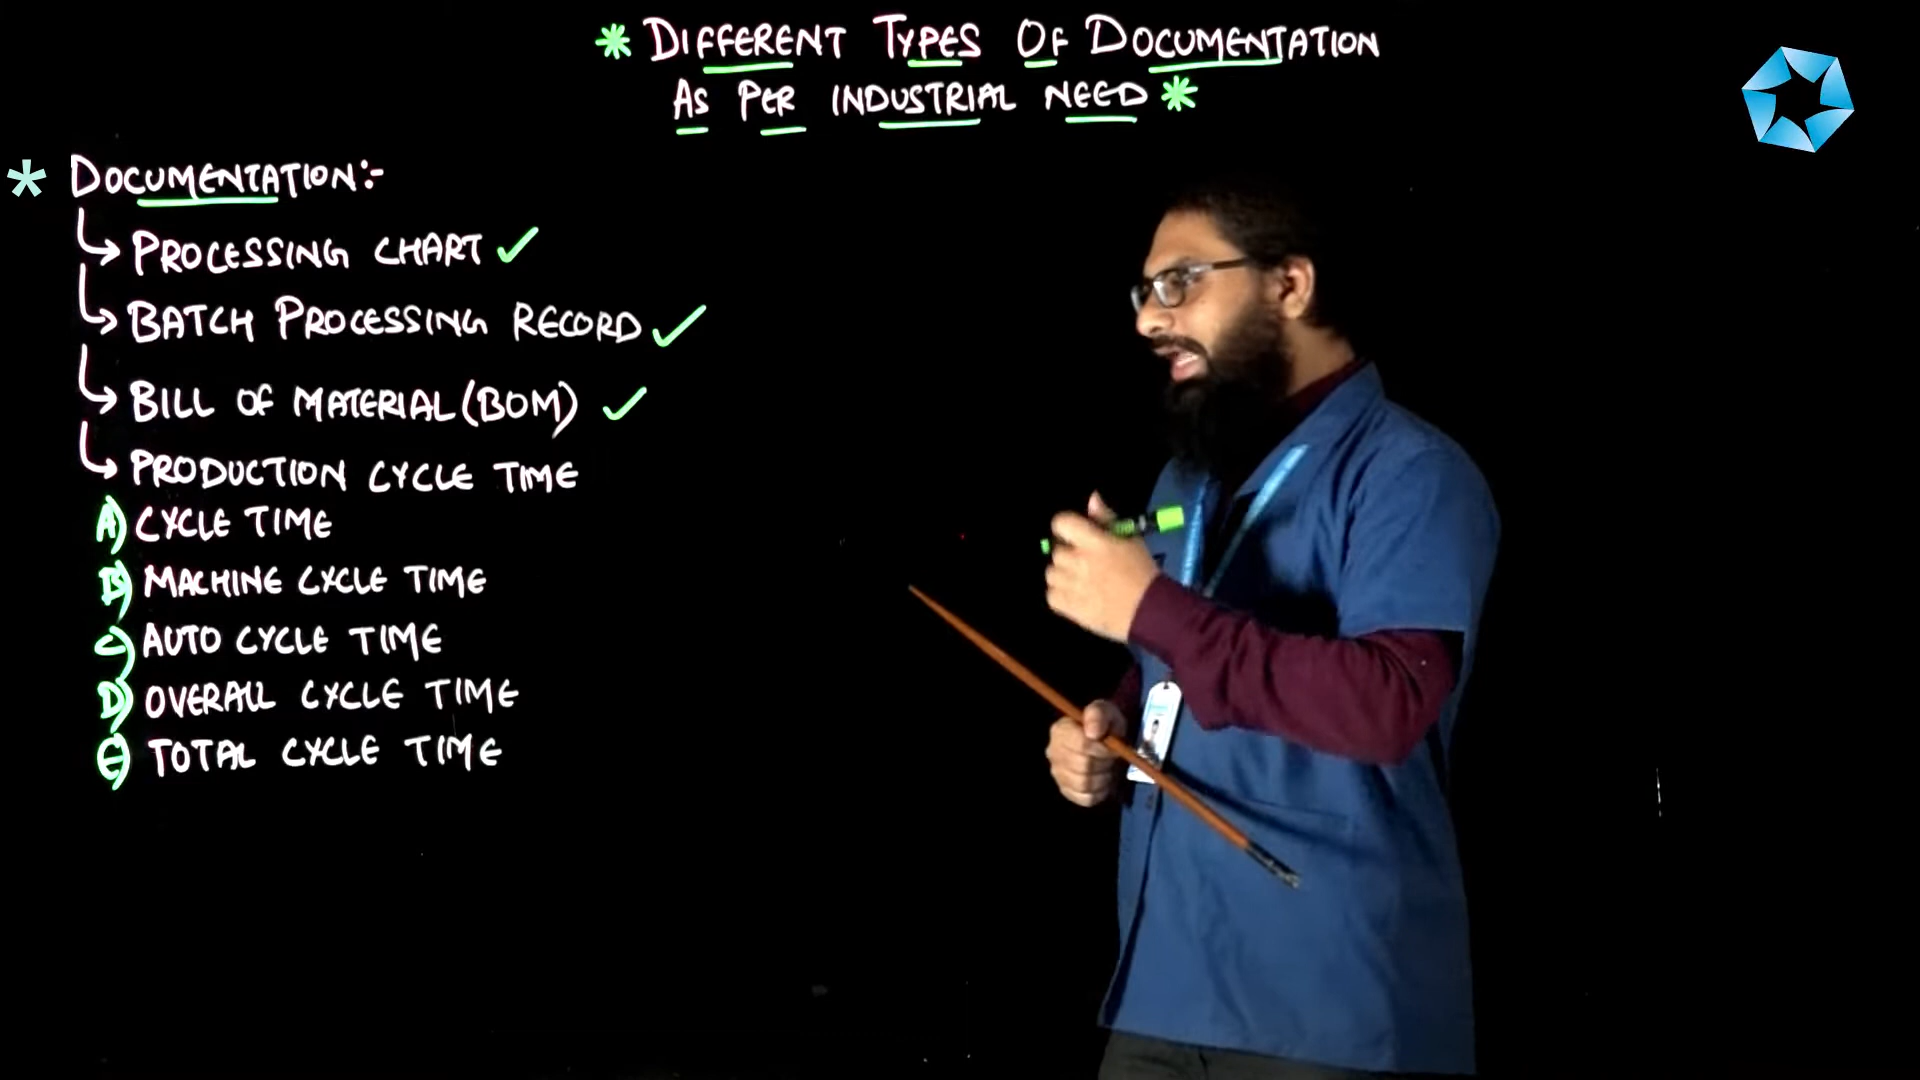 * DIFFERENT TYPES OF DOCUMENTATION
AS PER INDUSTRIAL NEED *
* DOCUMENTATION:-
↳ PROCESSING CHART ✓
↳ BATCH PROCESSING RECORD ✓
↳ BILL OF MATERIAL (BOM) ✓
↳ PRODUCTION CYCLE TIME
A) CYCLE TIME
B) MACHINE CYCLE TIME
C) AUTO CYCLE TIME
D) OVERALL CYCLE TIME
E) TOTAL CYCLE TIME